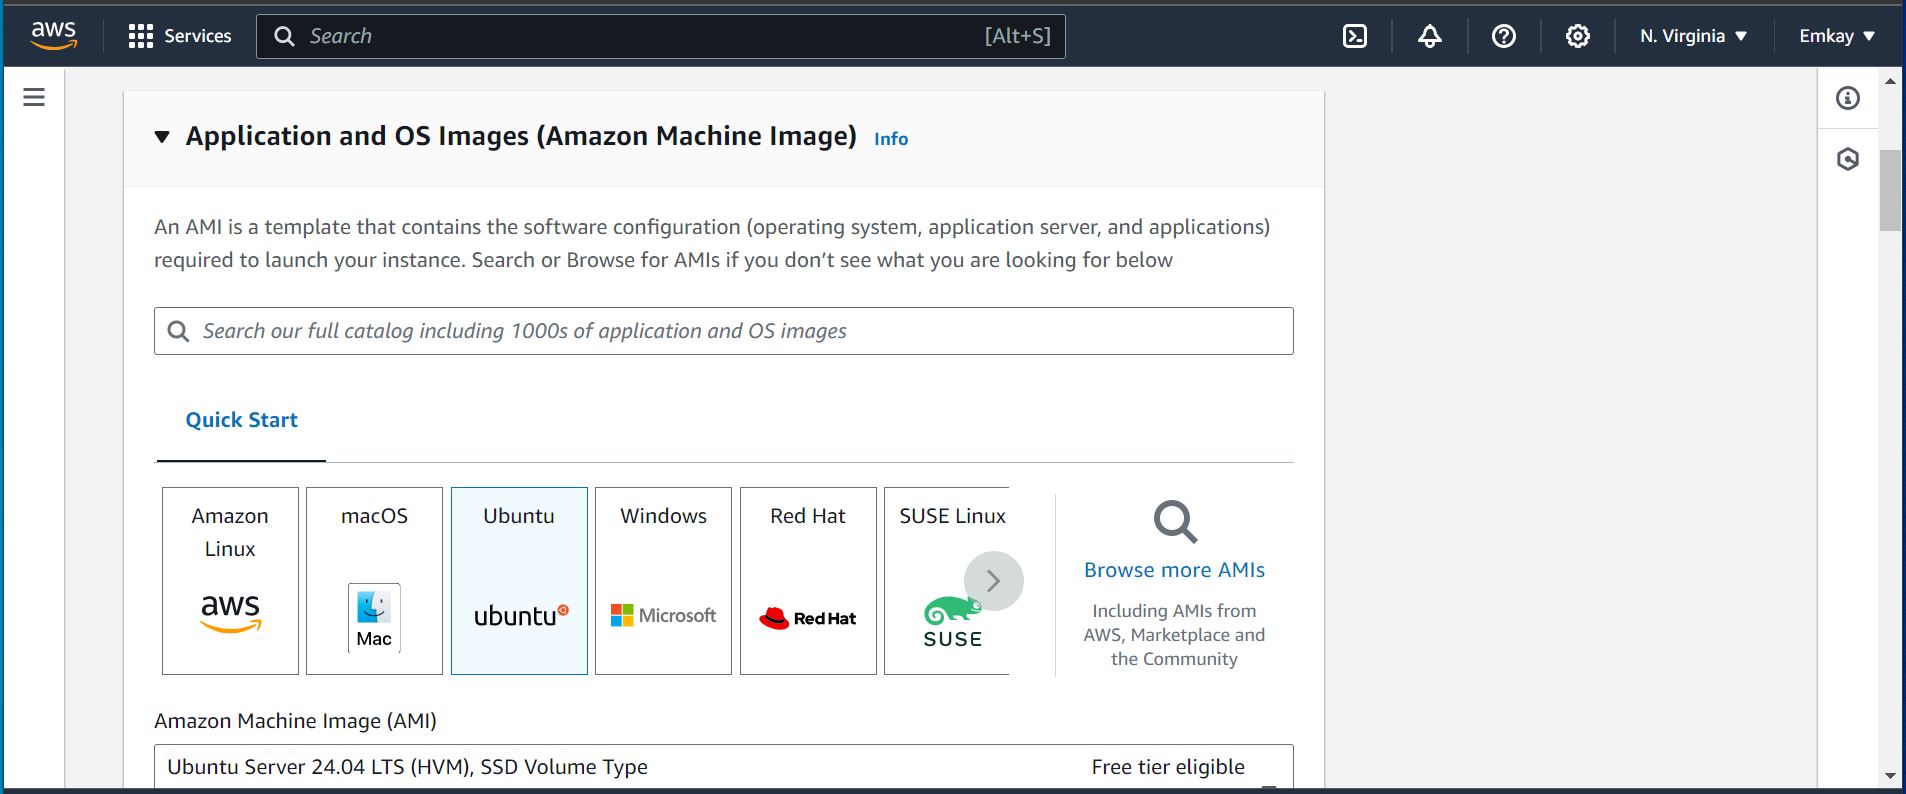 aws
Services
Search
[Alt+S]
N. Virginia
Emkay
Application and OS Images (Amazon Machine Image) Info
An AMI is a template that contains the software configuration (operating system, application server, and applications)
required to launch your instance. Search or Browse for AMIs if you don’t see what you are looking for below
Search our full catalog including 1000s of application and OS images
Quick Start
Amazon
Linux
aws
macOS
Mac
Ubuntu
ubuntu
Windows
Microsoft
Red Hat
Red Hat
SUSE Linux
SUSE
Browse more AMIs
Including AMIs from
AWS, Marketplace and
the Community
Amazon Machine Image (AMI)
Ubuntu Server 24.04 LTS (HVM), SSD Volume Type
Free tier eligible